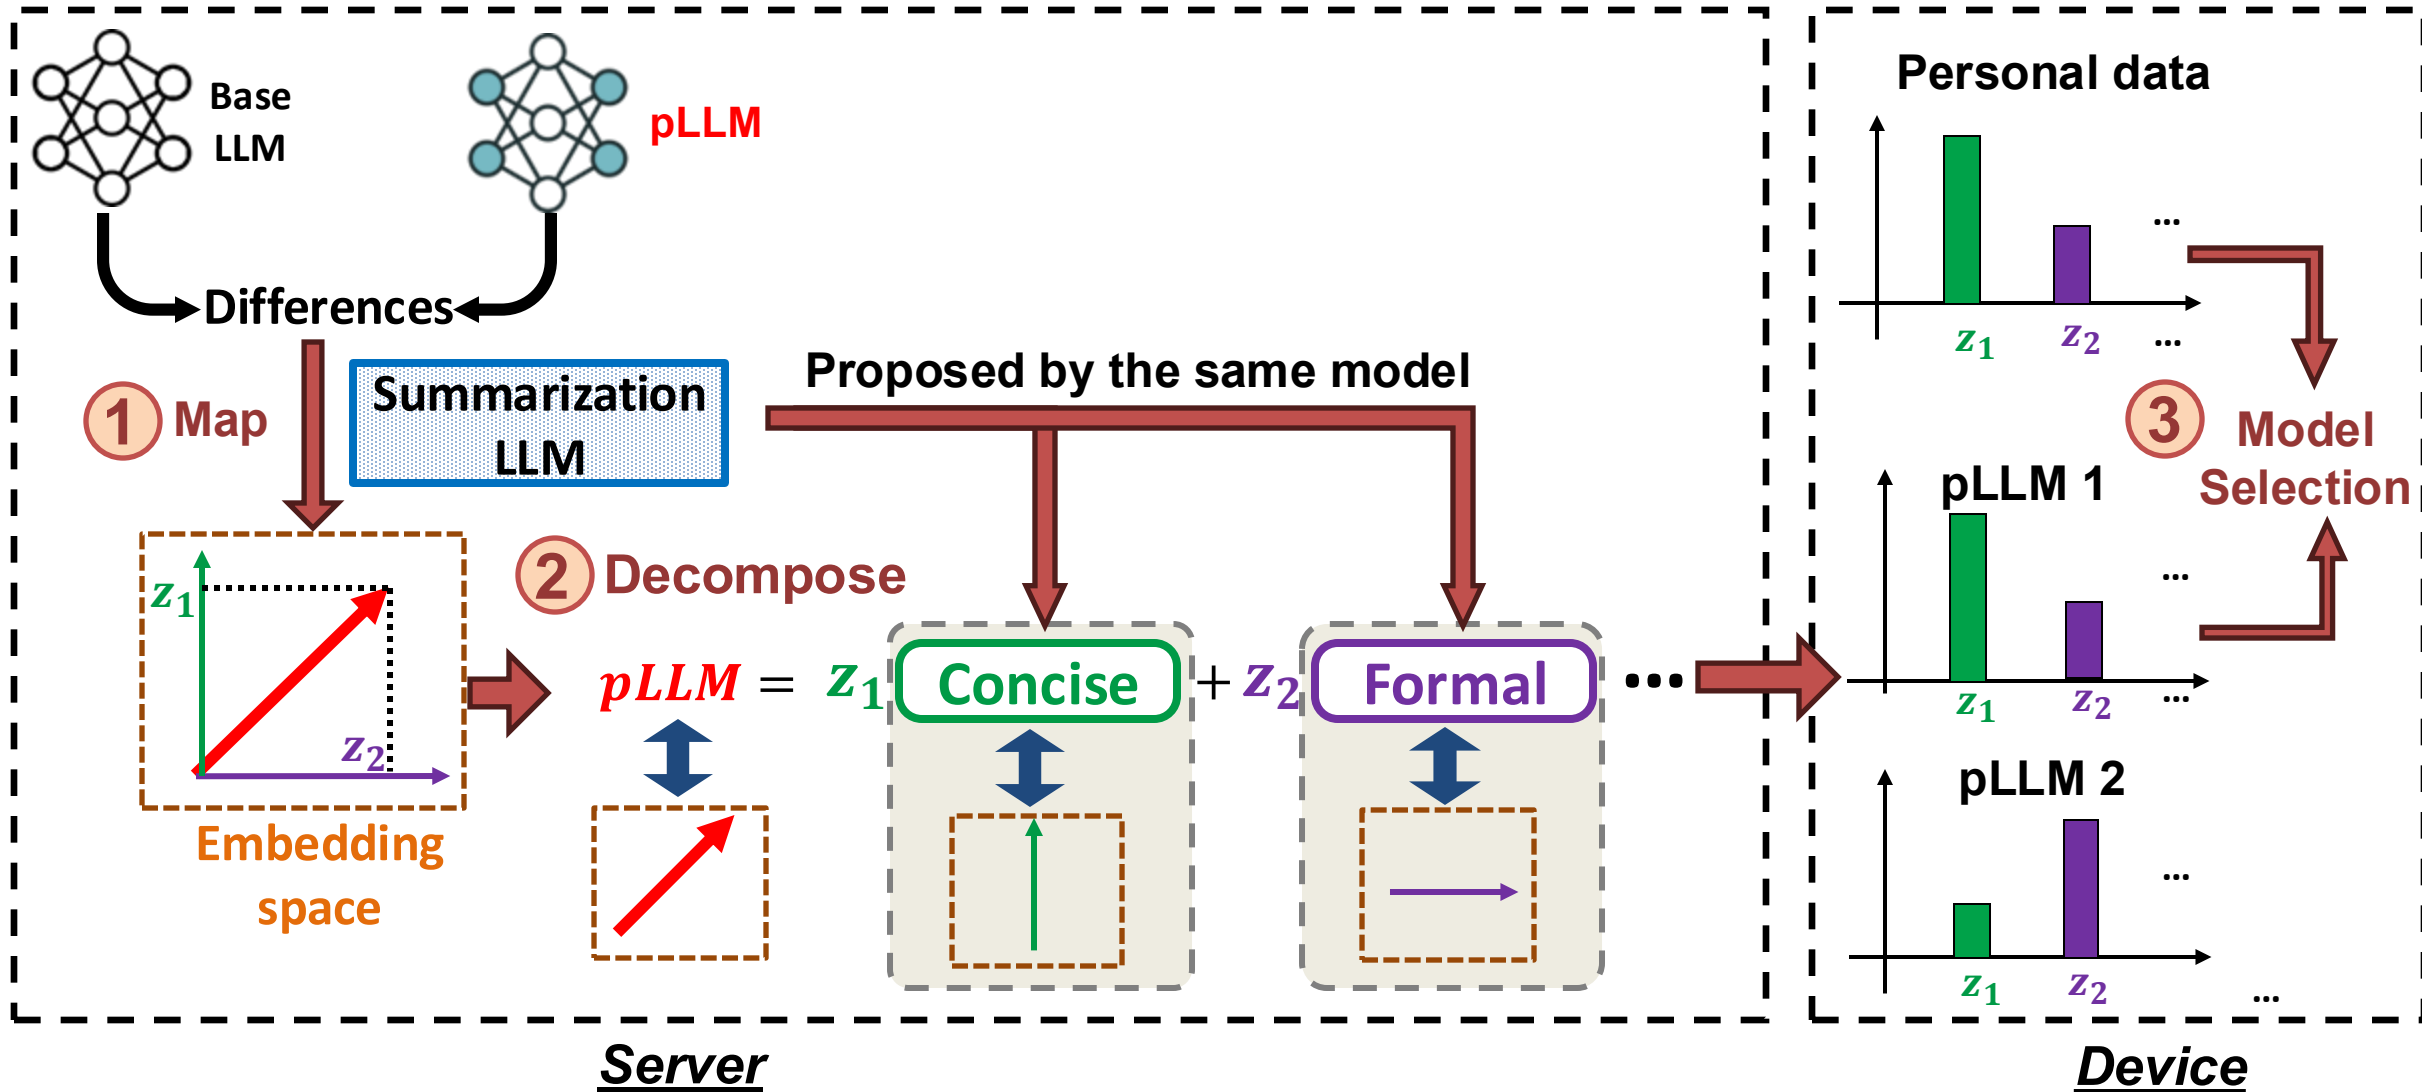 Base
LLM
pLLM
Differences
1 Map
Summarization
LLM
Proposed by the same model
z1
z2
Embedding
space
2 Decompose
pLLM = z1 Concise + z2 Formal ...
Server
Personal data
...
z1 z2 ...
3 Model
Selection
pLLM 1
...
z1 z2 ...
pLLM 2
...
z1 z2 ...
Device